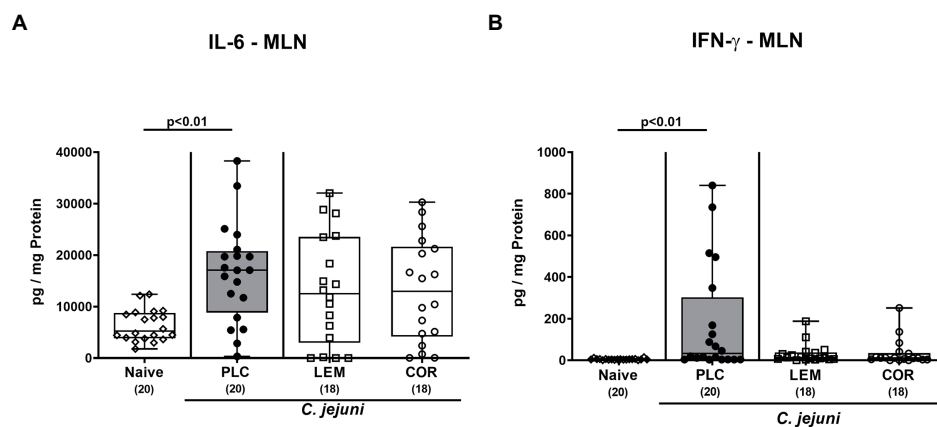 A
IL-6 - MLN
p<0.01
40000
30000
20000
10000
0
pg / mg Protein
Naive
PLC
LEM
COR
(20)
(20)
(18)
(18)
C. jejuni
B
IFN-γ - MLN
p<0.01
1000
800
600
400
200
0
pg / mg Protein
Naive
PLC
LEM
COR
(20)
(20)
(18)
(18)
C. jejuni